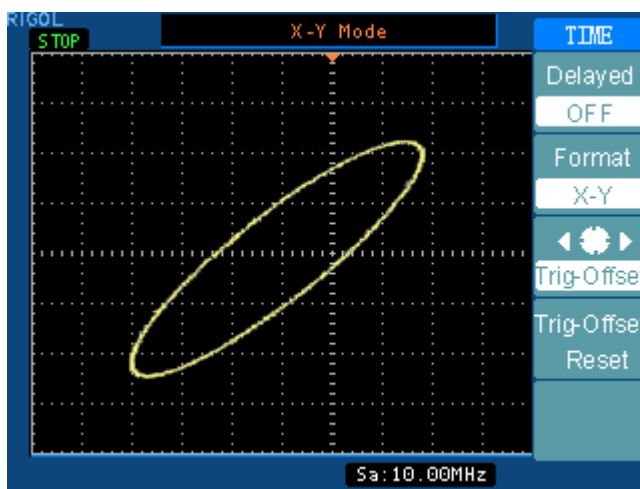 RIGOL
STOP
X-Y Mode
TIME
Delayed
OFF
Format
X-Y
Trig-Offse
Trig-Offse
Reset
Sa:10.00MHz